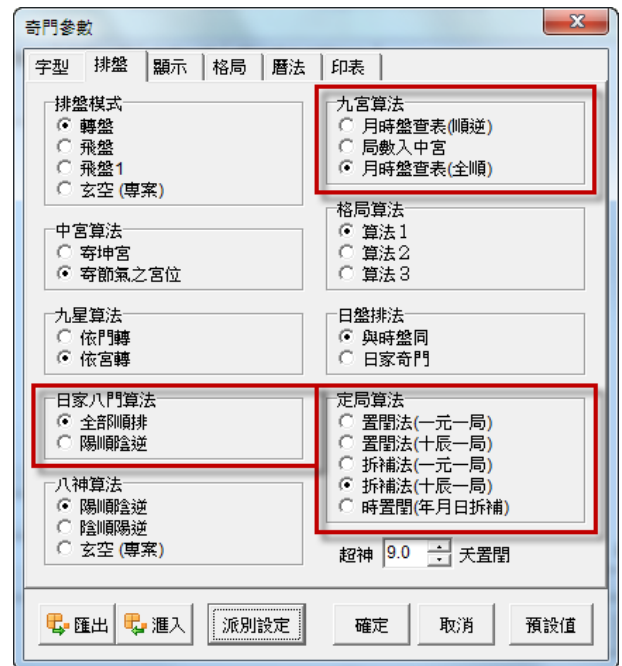 奇門參數
字型 排盤 顯示 格局 曆法 印表
排盤模式
轉盤
飛盤
飛盤1
玄空 (專案)
中宮算法
寄坤宮
寄節氣之宮位
九星算法
依門轉
依宮轉
日家八門算法
全部順排
陽順陰逆
八神算法
陽順陰逆
陰順陽逆
玄空 (專案)
九宮算法
月時盤查表(順逆)
局數入中宮
月時盤查表(全順)
格局算法
算法1
算法2
算法3
日盤排法
與時盤同
日家奇門
定局算法
置閏法(一元一局)
置閏法(十辰一局)
拆補法(一元一局)
拆補法(十辰一局)
時置閏(年月日拆補)
超神 9.0 天置閏
匯出 滙入 派別設定 確定 取消 預設值